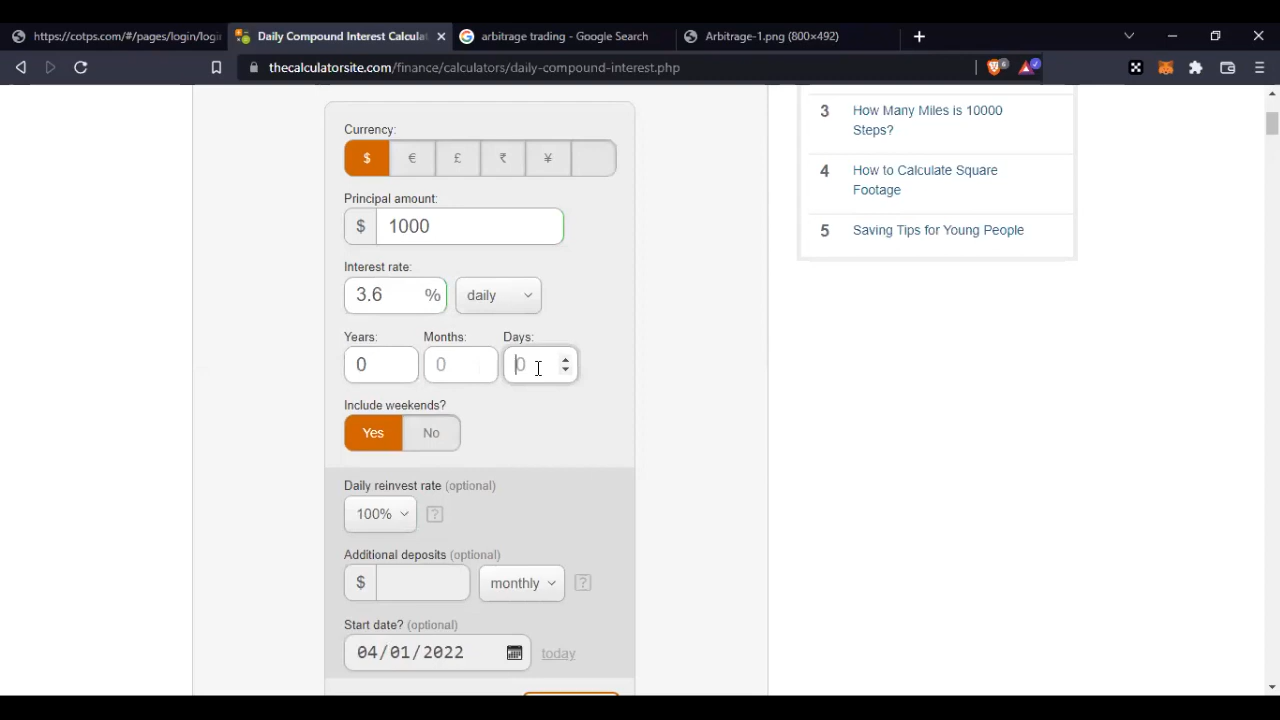 https://cotps.com/#/pages/login/login
Daily Compound Interest Calcula
arbitrage trading - Google Search
Arbitrage-1.png (800×492)
thecalculatorsite.com/finance/calculators/daily-compound-interest.php
6
Currency:
$ € £ ₹ ¥
Principal amount:
$ 1000
Interest rate:
3.6 % daily
Years: Months: Days:
0 0 0
Include weekends?
Yes No
Daily reinvest rate (optional)
100% ?
Additional deposits (optional)
$ monthly ?
Start date? (optional)
04/01/2022 today
3 How Many Miles is 10000
Steps?
4 How to Calculate Square
Footage
5 Saving Tips for Young People